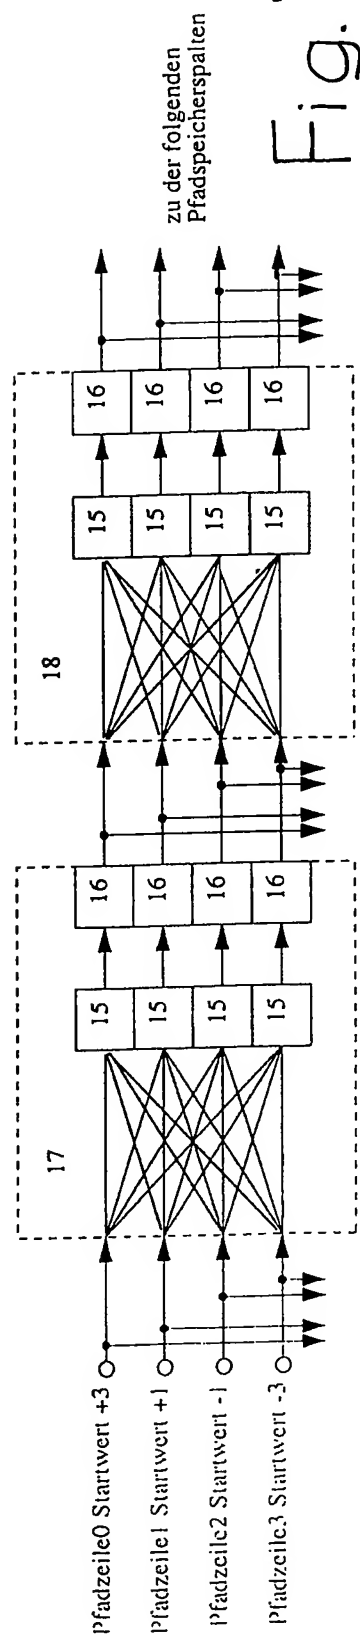 Pfadzeile0 Startwert +3
Pfadzeile1 Startwert +1
Pfadzeile2 Startwert -1
Pfadzeile3 Startwert -3
17
15
15
15
15
16
16
16
16
18
15
15
15
15
16
16
16
16
zu der folgenden
Pfadspeicherspalten
Fig.